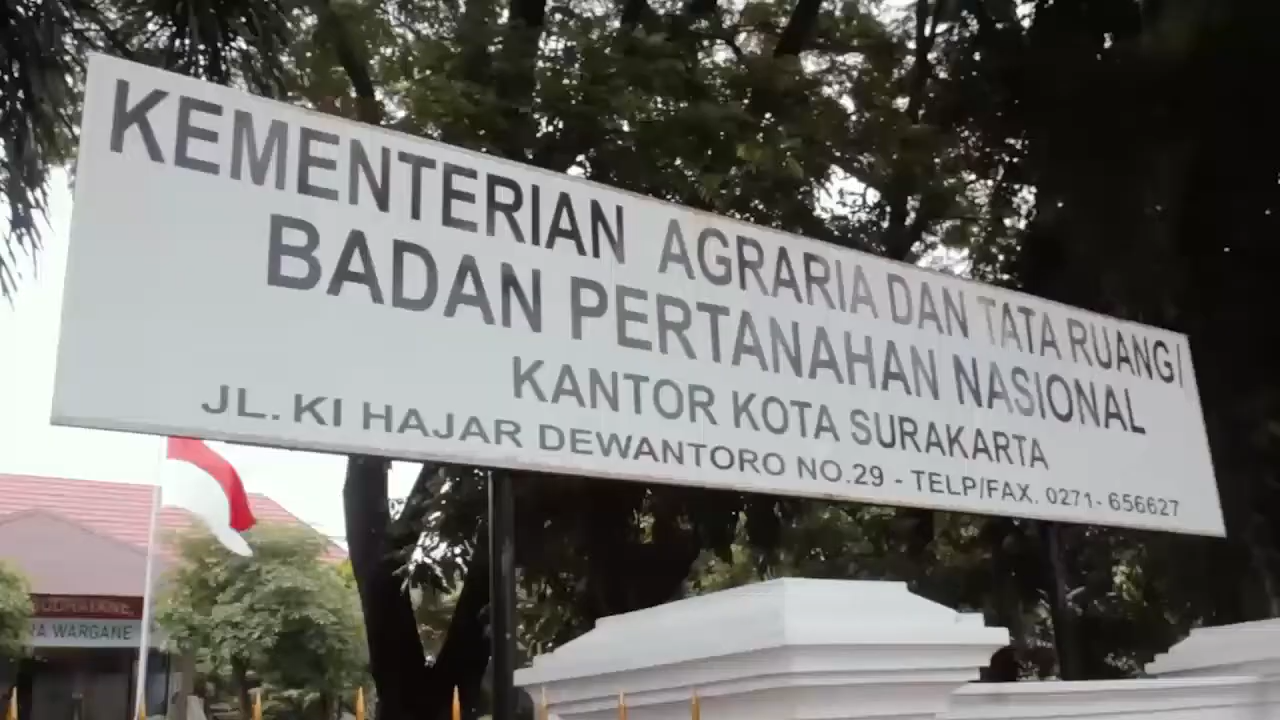 KEMENTERIAN AGRARIA DAN TATA RUANG/
BADAN PERTANAHAN NASIONAL
KANTOR KOTA SURAKARTA
JL. KI HAJAR DEWANTORO NO.29 - TELP/FAX. 0271- 656627
WARGANE